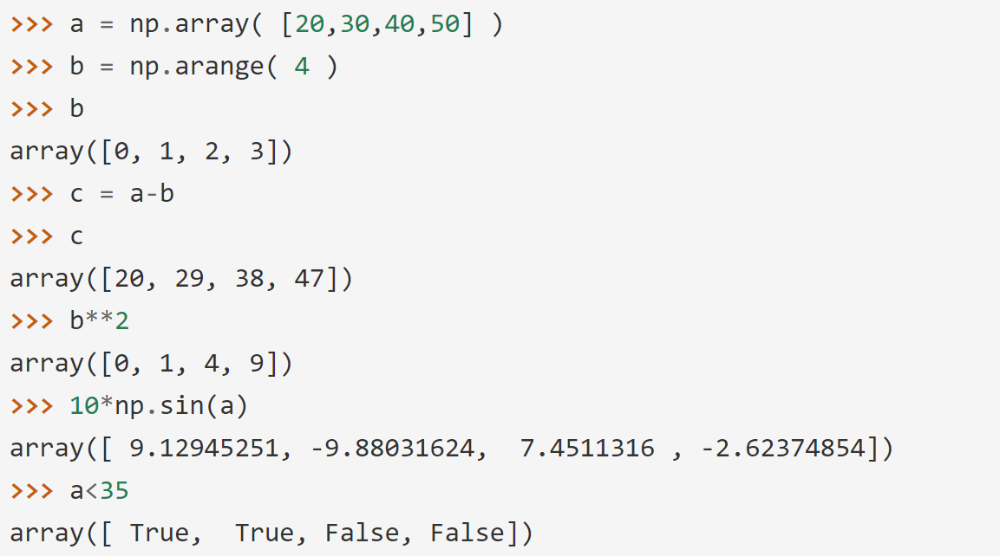 >>> a = np.array( [20,30,40,50] )
>>> b = np.arange( 4 )
>>> b
array([0, 1, 2, 3])
>>> c = a-b
>>> c
array([20, 29, 38, 47])
>>> b**2
array([0, 1, 4, 9])
>>> 10*np.sin(a)
array([ 9.12945251, -9.88031624,  7.4511316 , -2.62374854])
>>> a<35
array([ True,  True, False, False])